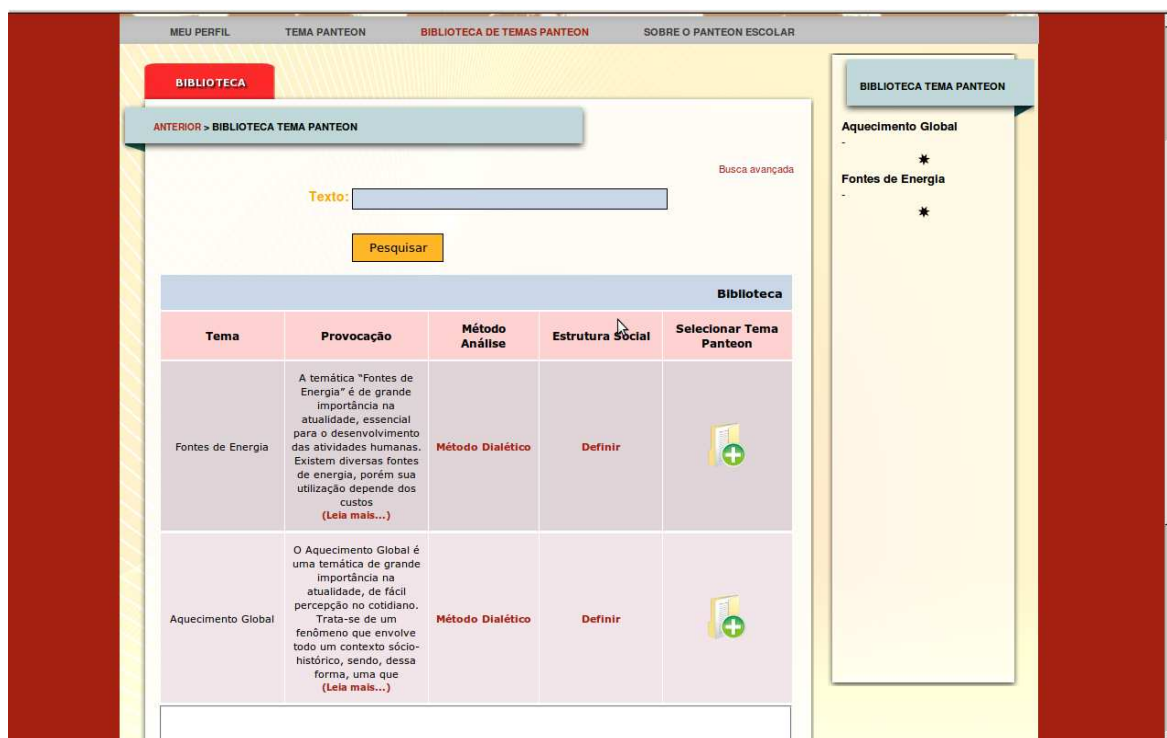 MEU PERFIL TEMA PANTEON BIBLIOTECA DE TEMAS PANTEON SOBRE O PANTEON ESCOLAR
BIBLIOTECA
ANTERIOR > BIBLIOTECA TEMA PANTEON
Busca avançada
Texto:
Pesquisar
Biblioteca
Tema Provocação Método Análise Estrutura Social Selecionar Tema Panteon
Fontes de Energia
A temática "Fontes de
Energia" é de grande
importância na
atualidade, essencial
para o desenvolvimento
das atividades humanas.
Existem diversas fontes
de energia, porém sua
utilização depende dos
custos
(Leia mais...)
Método Dialético
Definir
Aquecimento Global
O Aquecimento Global é
uma temática de grande
importância na
atualidade, de fácil
percepção no cotidiano.
Trata-se de um
fenômeno que envolve
todo um contexto sócio-
histórico, sendo, dessa
forma, uma que
(Leia mais...)
Método Dialético
Definir
BIBLIOTECA TEMA PANTEON
Aquecimento Global
-
Fontes de Energia
-